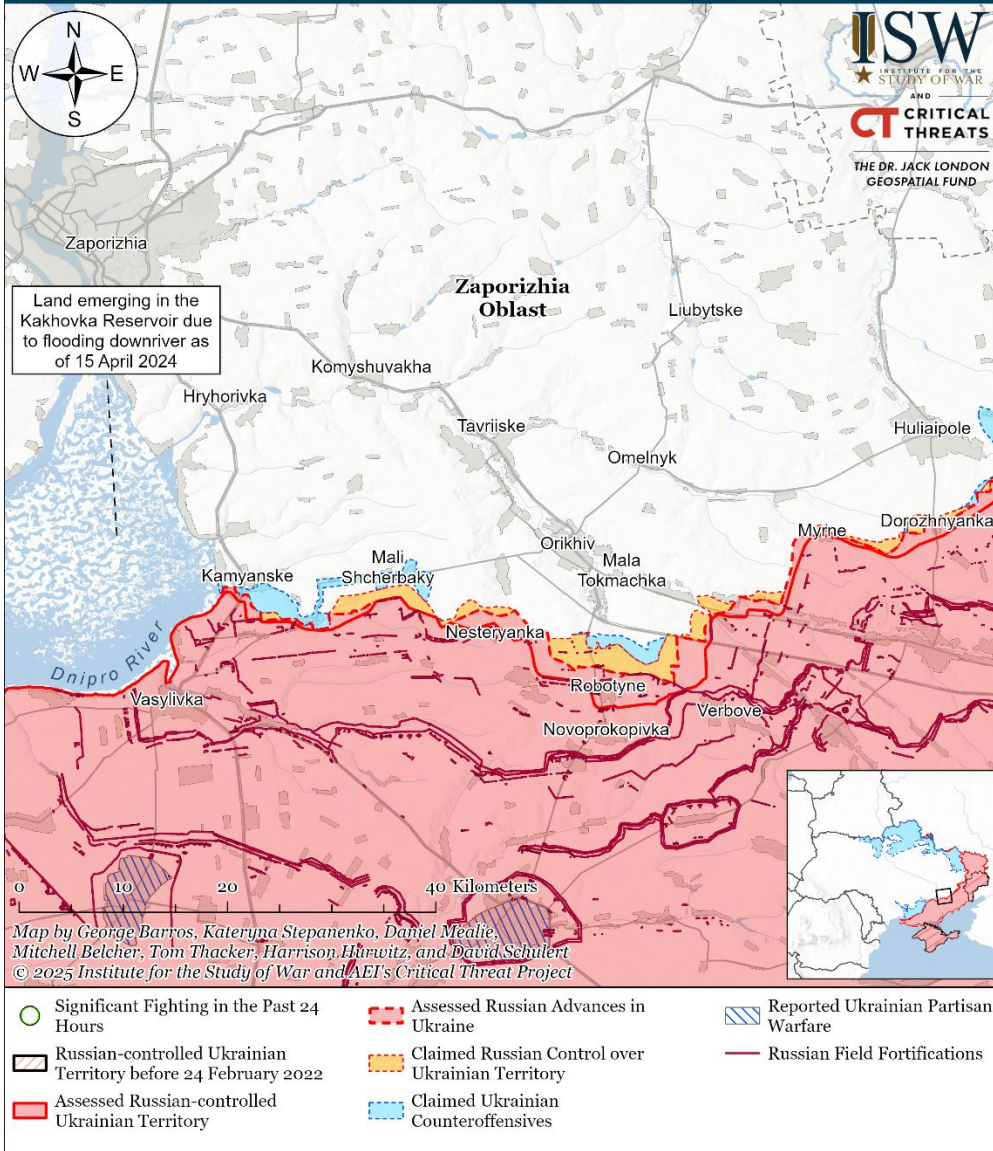 N
W E
S
ISW
INSTITUTE FOR THE
STUDY OF WAR
AND
CT CRITICAL
THREATS
THE DR. JACK LONDON
GEOSPATIAL FUND
Zaporizhia
Land emerging in the
Kakhovka Reservoir due
to flooding downriver as
of 15 April 2024
Zaporizhia
Oblast
Liubytske
Komyshuvakha
Hryhorivka
Tavriiske
Huliaipole
Omelnyk
Dorozhnyanka
Myrne
Orikhiv
Mali
Shcherbaky
Mala
Tokmachka
Kamyanske
Nesteryanka
Dnipro River
Robotyne
Vasylivka
Verbove
Novoprokopivka
0 10 20 40 Kilometers
Map by George Barros, Kateryna Stepanenko, Daniel Mealie,
Mitchell Belcher, Tom Thacker, Harrison Hurwitz, and David Schulert
© 2025 Institute for the Study of War and AEI's Critical Threat Project
Significant Fighting in the Past 24
Hours
Russian-controlled Ukrainian
Territory before 24 February 2022
Assessed Russian-controlled
Ukrainian Territory
Assessed Russian Advances in
Ukraine
Claimed Russian Control over
Ukrainian Territory
Claimed Ukrainian
Counteroffensives
Reported Ukrainian Partisan
Warfare
Russian Field Fortifications